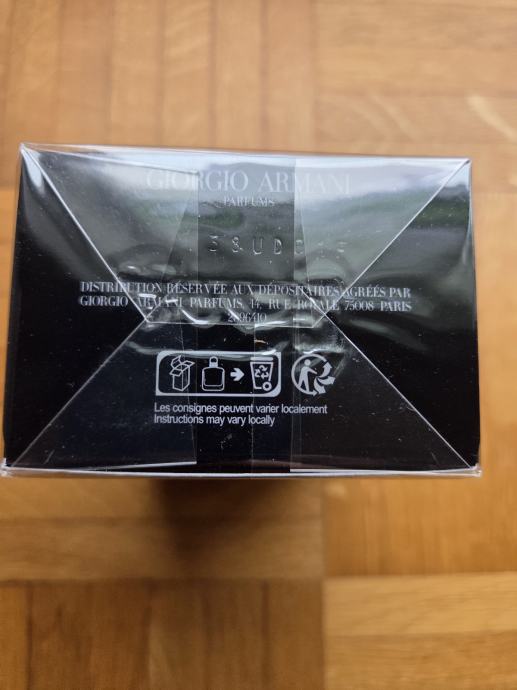 GIORGIO ARMANI
PARFUMS
DISTRIBUTION RÉSERVÉE AUX DÉPOSITAIRES AGRÉÉS PAR
GIORGIO ARMANI PARFUMS, 14, RUE ROYALE 75008 PARIS
Les consignes peuvent varier localement
Instructions may vary locally